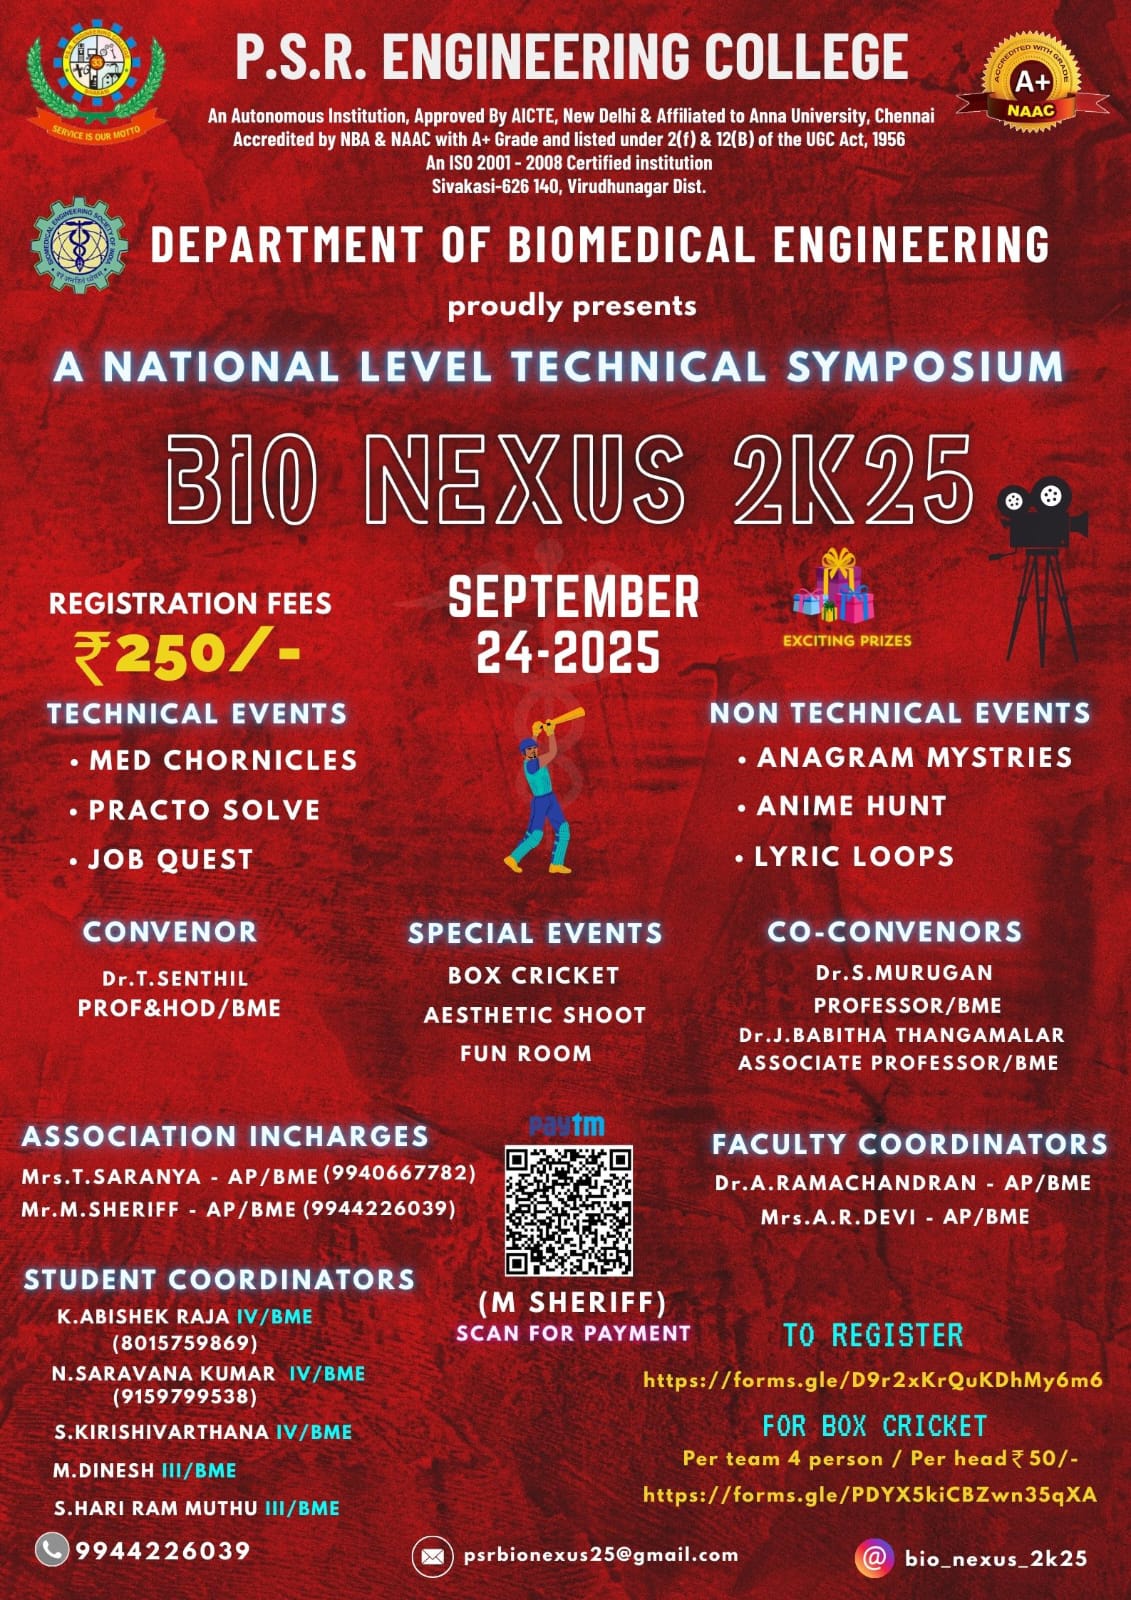 P.S.R. ENGINEERING COLLEGE
An Autonomous Institution, Approved By AICTE, New Delhi & Affiliated to Anna University, Chennai
Accredited by NBA & NAAC with A+ Grade and listed under 2(f) & 12(B) of the UGC Act, 1956
An ISO 2001 - 2008 Certified institution
Sivakasi-626 140, Virudhunagar Dist.
SERVICE IS OUR MOTTO
ACCREDITED WITH GRADE
A+
NAAC
DEPARTMENT OF BIOMEDICAL ENGINEERING
proudly presents
A NATIONAL LEVEL TECHNICAL SYMPOSIUM
BIO NEXUS 2K25
REGISTRATION FEES
₹250/-
SEPTEMBER
24-2025
EXCITING PRIZES
TECHNICAL EVENTS
• MED CHORNICLES
• PRACTO SOLVE
• JOB QUEST
NON TECHNICAL EVENTS
• ANAGRAM MYSTRIES
• ANIME HUNT
• LYRIC LOOPS
CONVENOR
Dr.T.SENTHIL
PROF&HOD/BME
SPECIAL EVENTS
BOX CRICKET
AESTHETIC SHOOT
FUN ROOM
CO-CONVENORS
Dr.S.MURUGAN
PROFESSOR/BME
Dr.J.BABITHA THANGAMALAR
ASSOCIATE PROFESSOR/BME
ASSOCIATION INCHARGES
Mrs.T.SARANYA - AP/BME (9940667782)
Mr.M.SHERIFF - AP/BME (9944226039)
paytm
(M SHERIFF)
SCAN FOR PAYMENT
FACULTY COORDINATORS
Dr.A.RAMACHANDRAN - AP/BME
Mrs.A.R.DEVI - AP/BME
STUDENT COORDINATORS
K.ABISHEK RAJA IV/BME
(8015759869)
N.SARAVANA KUMAR IV/BME
(9159799538)
S.KIRISHIVARTHANA IV/BME
M.DINESH III/BME
S.HARI RAM MUTHU III/BME
TO REGISTER
https://forms.gle/D9r2xKrQuKDhMy6m6
FOR BOX CRICKET
Per team 4 person / Per head ₹ 50/-
https://forms.gle/PDYX5kiCBZwn35qXA
9944226039
psrbionexus25@gmail.com
bio_nexus_2k25